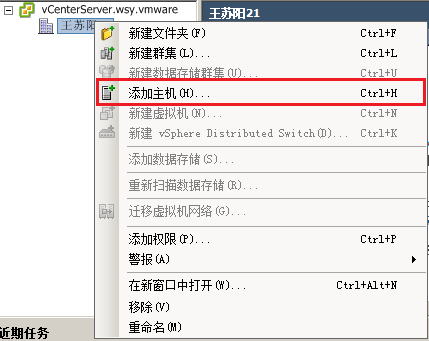 vCenterServer.wsy.vmware
王苏阳21
王苏阳
新建文件夹(F) Ctrl+F
新建群集(L)... Ctrl+L
新建数据存储群集(U)... Ctrl+U
添加主机(H)... Ctrl+H
新建虚拟机(N)... Ctrl+N
新建 vSphere Distributed Switch(D)... Ctrl+K
添加数据存储(S)...
重新扫描数据存储(R)...
迁移虚拟机网络(G)...
添加权限(P)... Ctrl+P
警报(A)
在新窗口中打开(W)... Ctrl+Alt+N
移除(V)
重命名(M)
近期任务